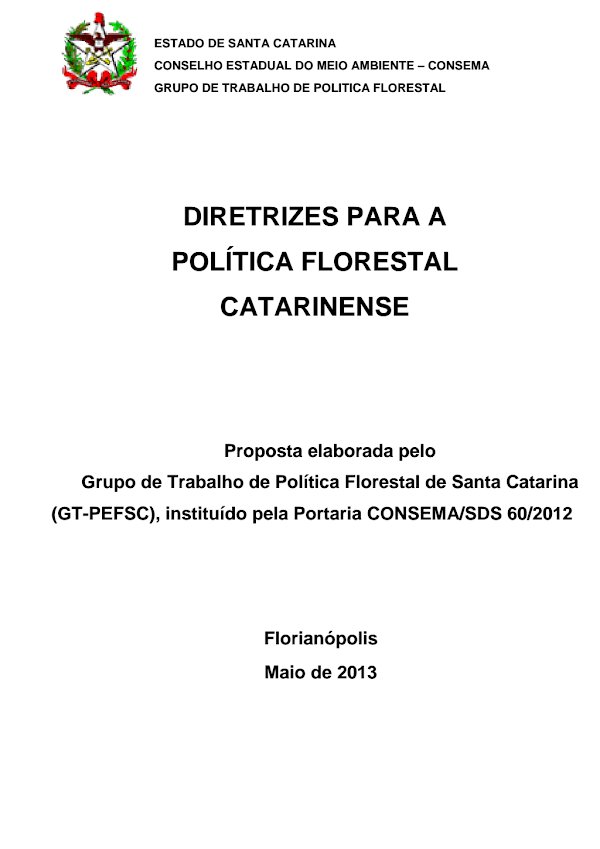 ESTADO DE SANTA CATARINA
CONSELHO ESTADUAL DO MEIO AMBIENTE – CONSEMA
GRUPO DE TRABALHO DE POLITICA FLORESTAL
DIRETRIZES PARA A
POLÍTICA FLORESTAL
CATARINENSE
Proposta elaborada pelo
Grupo de Trabalho de Política Florestal de Santa Catarina
(GT-PEFSC), instituído pela Portaria CONSEMA/SDS 60/2012
Florianópolis
Maio de 2013